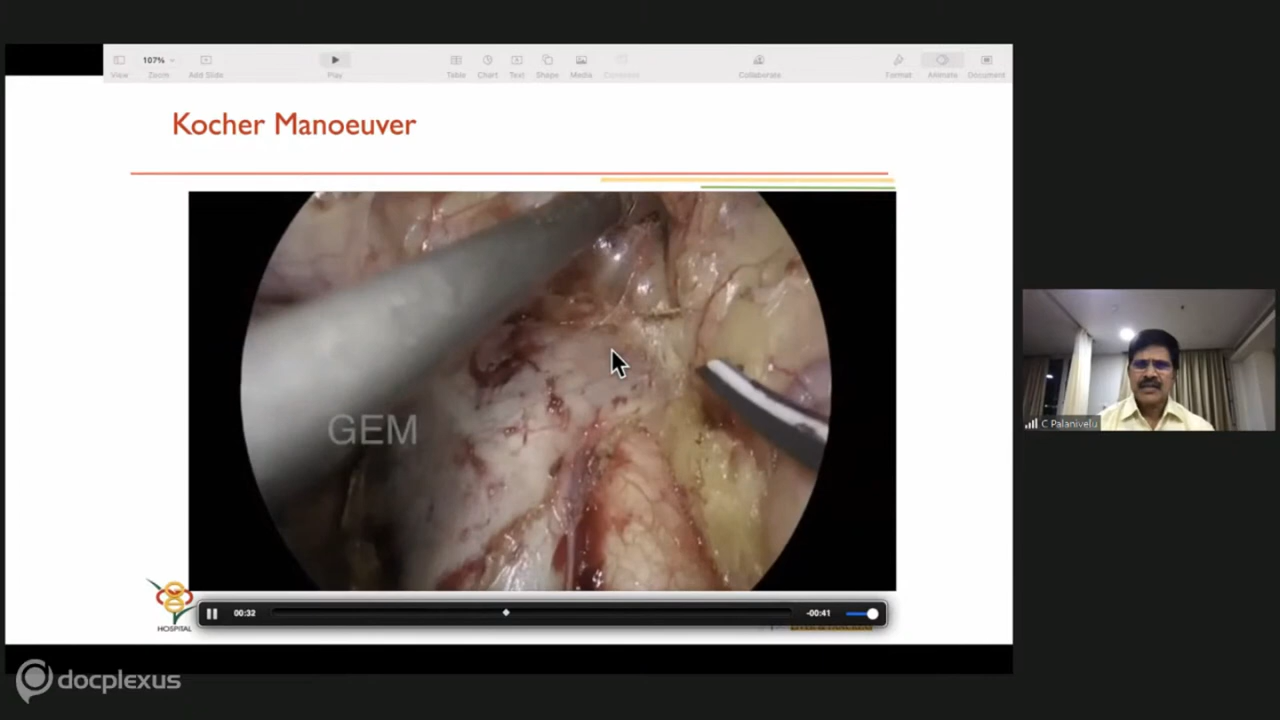 107%
View
Zoom
Add Slide
Play
Table
Chart
Text
Shape
Media
Comment
Collaborate
Format
Animate
Document
Kocher Manoeuver
GEM
C Palanivelu
00:32
-00:41
HOSPITAL
docplexus